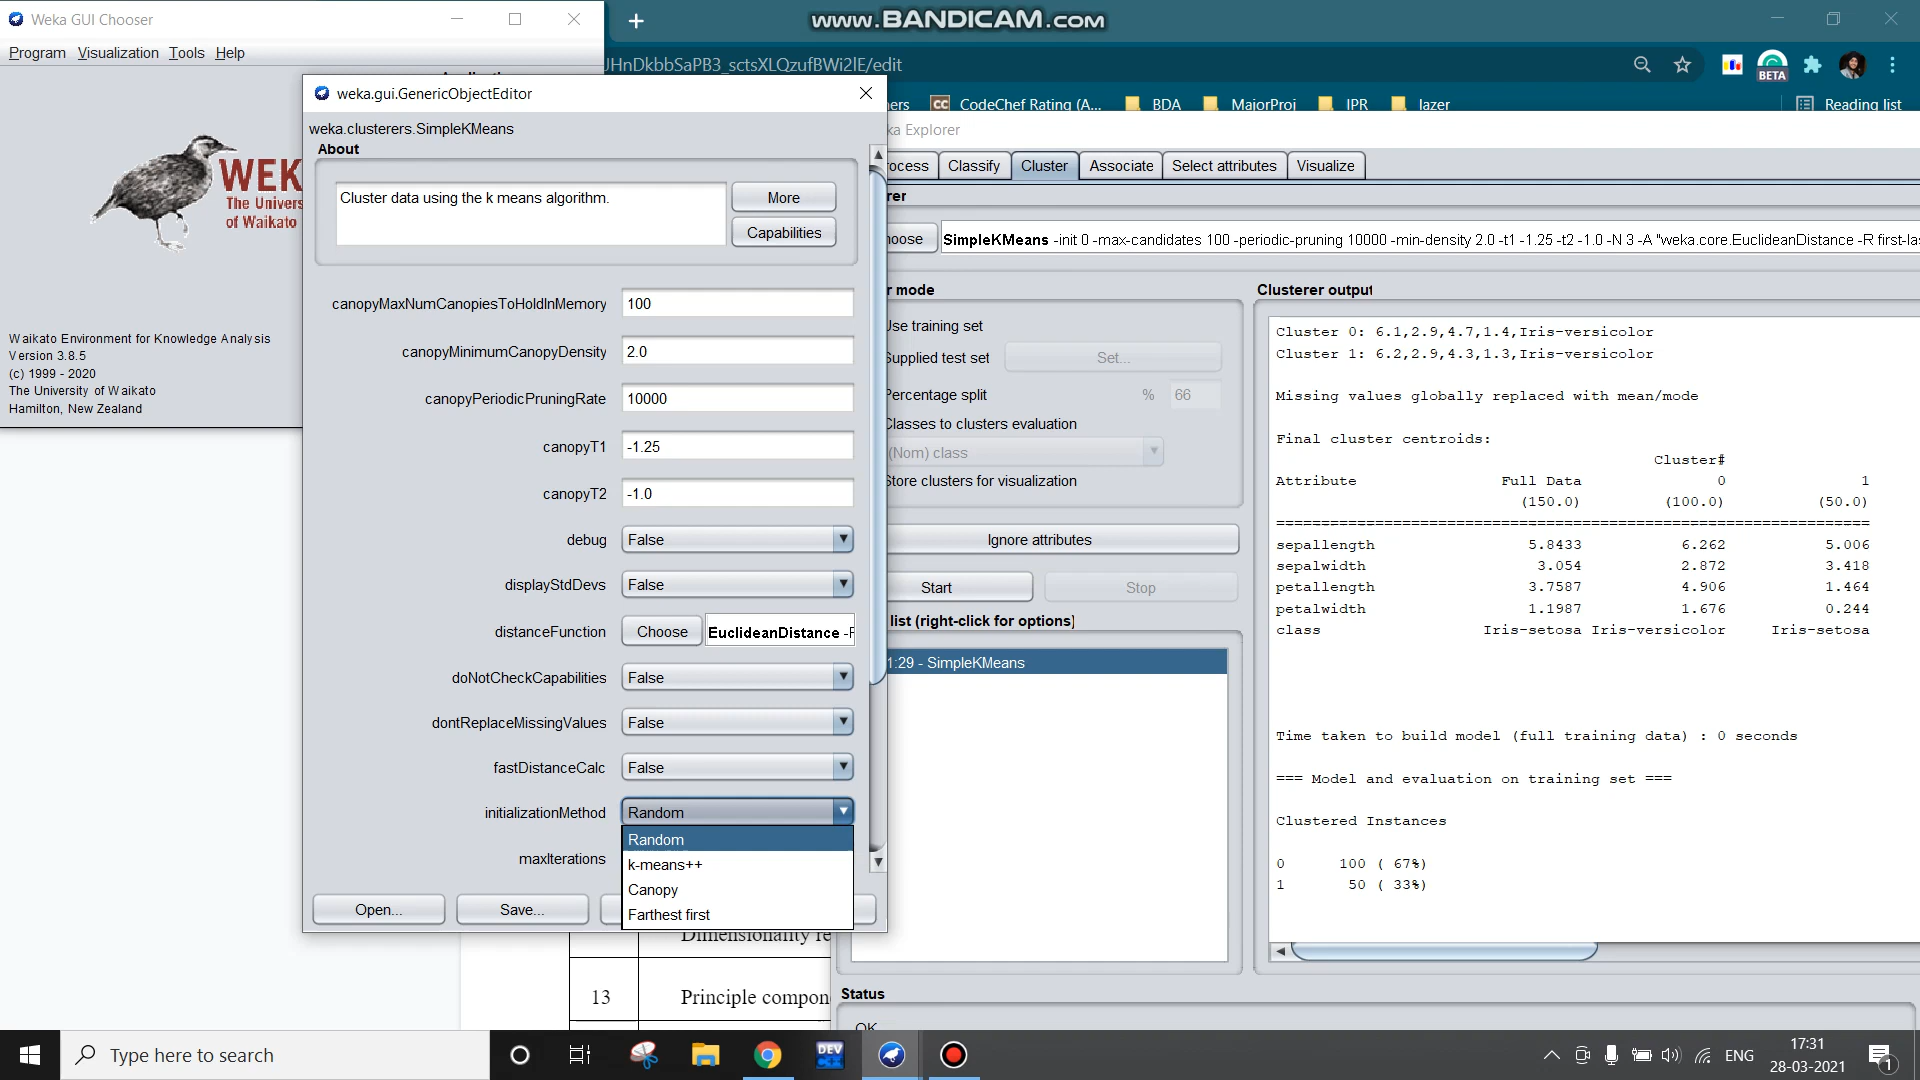 Weka GUI Chooser
Program Visualization Tools Help
WEK
The Univers
of Waikato
Waikato Environment for Knowledge Analysis
Version 3.8.5
(c) 1999 - 2020
The University of Waikato
Hamilton, New Zealand
www.BANDICAM.com
JHnDkbbSaPB3_sctsXLQzufBWi2lE/edit
BETA
ners
CC CodeChef Rating (A...
BDA
MajorProj
IPR
lazer
Reading list
weka.gui.GenericObjectEditor
weka.clusterers.SimpleKMeans
About
Cluster data using the k means algorithm.
More
Capabilities
canopyMaxNumCanopiesToHoldInMemory 100
canopyMinimumCanopyDensity 2.0
canopyPeriodicPruningRate 10000
canopyT1 -1.25
canopyT2 -1.0
debug False
displayStdDevs False
distanceFunction Choose EuclideanDistance -R
doNotCheckCapabilities False
dontReplaceMissingValues False
fastDistanceCalc False
initializationMethod Random
Random
k-means++
Canopy
Farthest first
maxIterations
Open... Save...
ka Explorer
ocess Classify Cluster Associate Select attributes Visualize
rer
oose SimpleKMeans -init 0 -max-candidates 100 -periodic-pruning 10000 -min-density 2.0 -t1 -1.25 -t2 -1.0 -N 3 -A "weka.core.EuclideanDistance -R first-las
r mode
Use training set
Supplied test set Set...
Percentage split % 66
Classes to clusters evaluation
(Nom) class
Store clusters for visualization
Ignore attributes
Start Stop
list (right-click for options)
1:29 - SimpleKMeans
Clusterer output
Cluster 0: 6.1,2.9,4.7,1.4,Iris-versicolor
Cluster 1: 6.2,2.9,4.3,1.3,Iris-versicolor
Missing values globally replaced with mean/mode
Final cluster centroids:
Cluster#
Attribute Full Data 0 1
(150.0) (100.0) (50.0)
==================================================================
sepallength 5.8433 6.262 5.006
sepalwidth 3.054 2.872 3.418
petallength 3.7587 4.906 1.464
petalwidth 1.1987 1.676 0.244
class Iris-setosa Iris-versicolor Iris-setosa
Time taken to build model (full training data) : 0 seconds
=== Model and evaluation on training set ===
Clustered Instances
0 100 ( 67%)
1 50 ( 33%)
Status
OK
Dimensionality re
13 Principle compon
Type here to search
DEV
ENG
17:31
28-03-2021
1